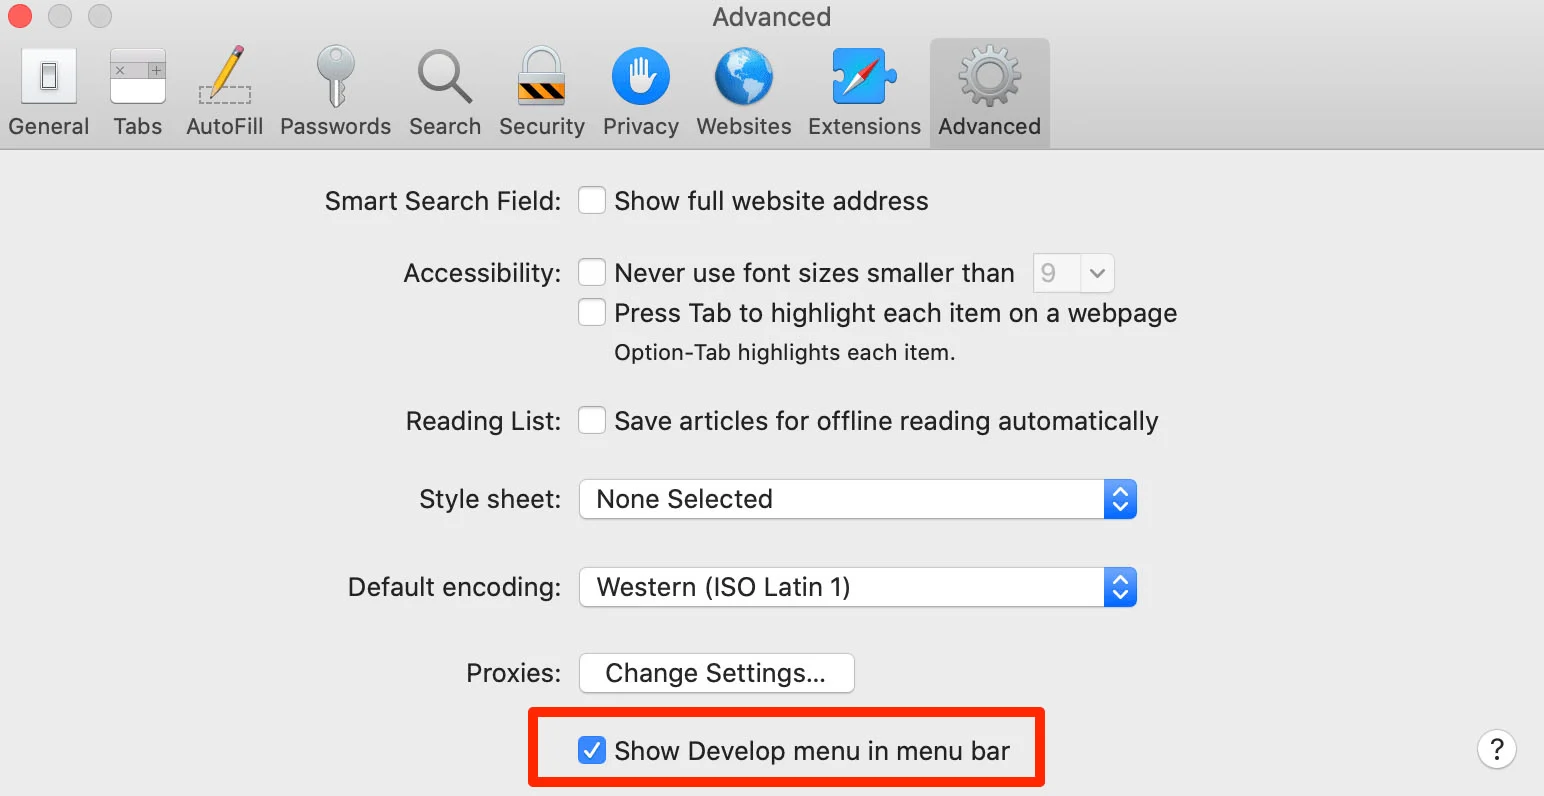 Advanced
General Tabs AutoFill Passwords Search Security Privacy Websites Extensions Advanced
Smart Search Field: Show full website address
Accessibility: Never use font sizes smaller than 9
Press Tab to highlight each item on a webpage
Option-Tab highlights each item.
Reading List: Save articles for offline reading automatically
Style sheet: None Selected
Default encoding: Western (ISO Latin 1)
Proxies: Change Settings...
Show Develop menu in menu bar
?